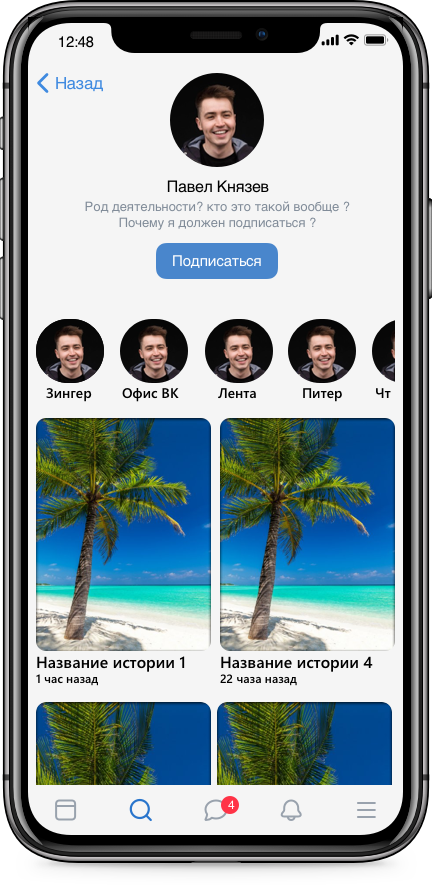 12:48
Назад
Павел Князев
Род деятельности? кто это такой вообще ?
Почему я должен подписаться ?
Подписаться
Зингер Офис ВК Лента Питер Чт
Название истории 1 Название истории 4
1 час назад 22 часа назад
4